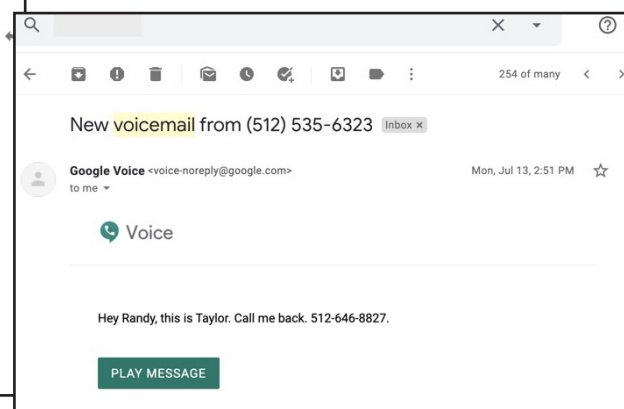 254 of many
New voicemail from (512) 535-6323 Inbox x
Google Voice <voice-noreply@google.com> Mon, Jul 13, 2:51 PM
to me
Voice
Hey Randy, this is Taylor. Call me back. 512-646-8827.
PLAY MESSAGE